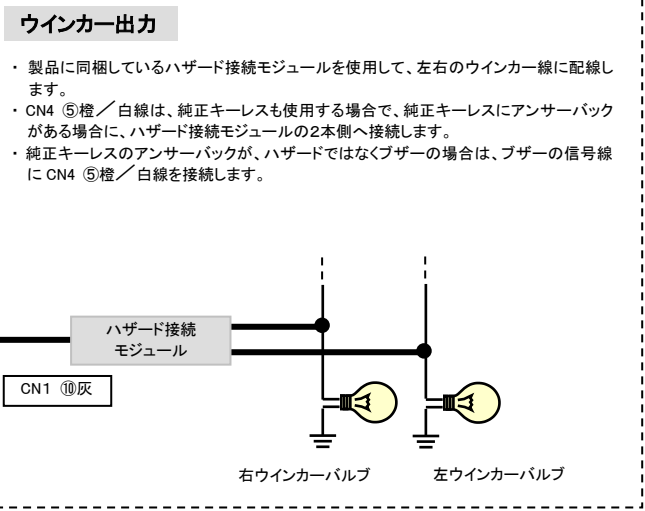 ウインカー出力
・ 製品に同梱しているハザード接続モジュールを使用して、左右のウインカー線に配線し
ます。
・ CN4 ⑤橙／白線は、純正キーレスも使用する場合で、純正キーレスにアンサーバック
がある場合に、ハザード接続モジュールの２本側へ接続します。
・ 純正キーレスのアンサーバックが、ハザードではなくブザーの場合は、ブザーの信号線
に CN4 ⑤橙／白線を接続します。
ハザード接続
モジュール
CN1 ⑩灰
右ウインカーバルブ
左ウインカーバルブ